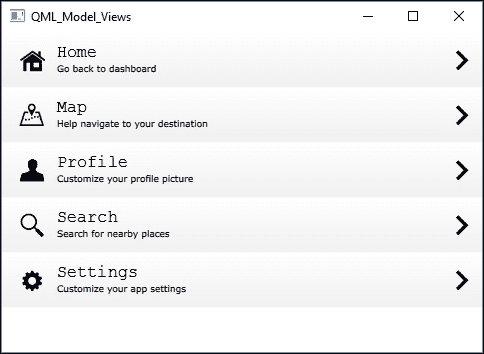 QML_Model_Views
Home
Go back to dashboard
Map
Help navigate to your destination
Profile
Customize your profile picture
Search
Search for nearby places
Settings
Customize your app settings